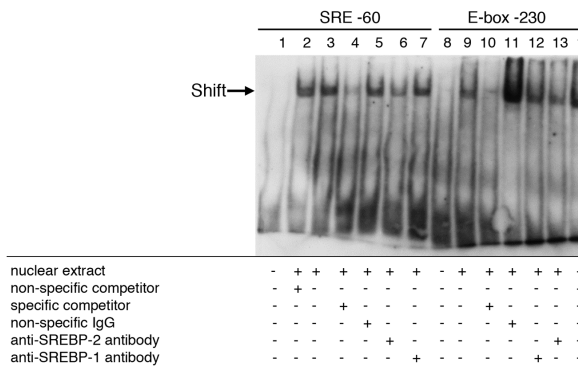 SRE -60 E-box -230
1 2 3 4 5 6 7 8 9 10 11 12 13
Shift
nuclear extract - + + + + + + - + + + + +
non-specific competitor - + - - - - - - - - - - -
specific competitor - - - + - - - - - + - - -
non-specific IgG - - - - + - - - - - + - -
anti-SREBP-2 antibody - - - - - + - - - - - - +
anti-SREBP-1 antibody - - - - - - + - - - - + -